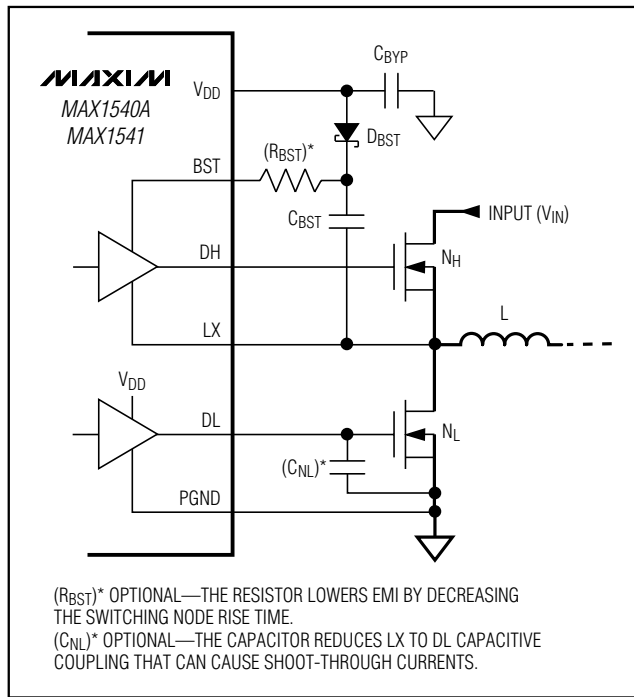 MAXIM
MAX1540A
MAX1541
CBYP
VDD
DBST
(RBST)*
BST
CBST
INPUT (VIN)
DH
NH
L
LX
VDD
DL
NL
(CNL)*
PGND
(RBST)* OPTIONAL—THE RESISTOR LOWERS EMI BY DECREASING
THE SWITCHING NODE RISE TIME.
(CNL)* OPTIONAL—THE CAPACITOR REDUCES LX TO DL CAPACITIVE
COUPLING THAT CAN CAUSE SHOOT-THROUGH CURRENTS.